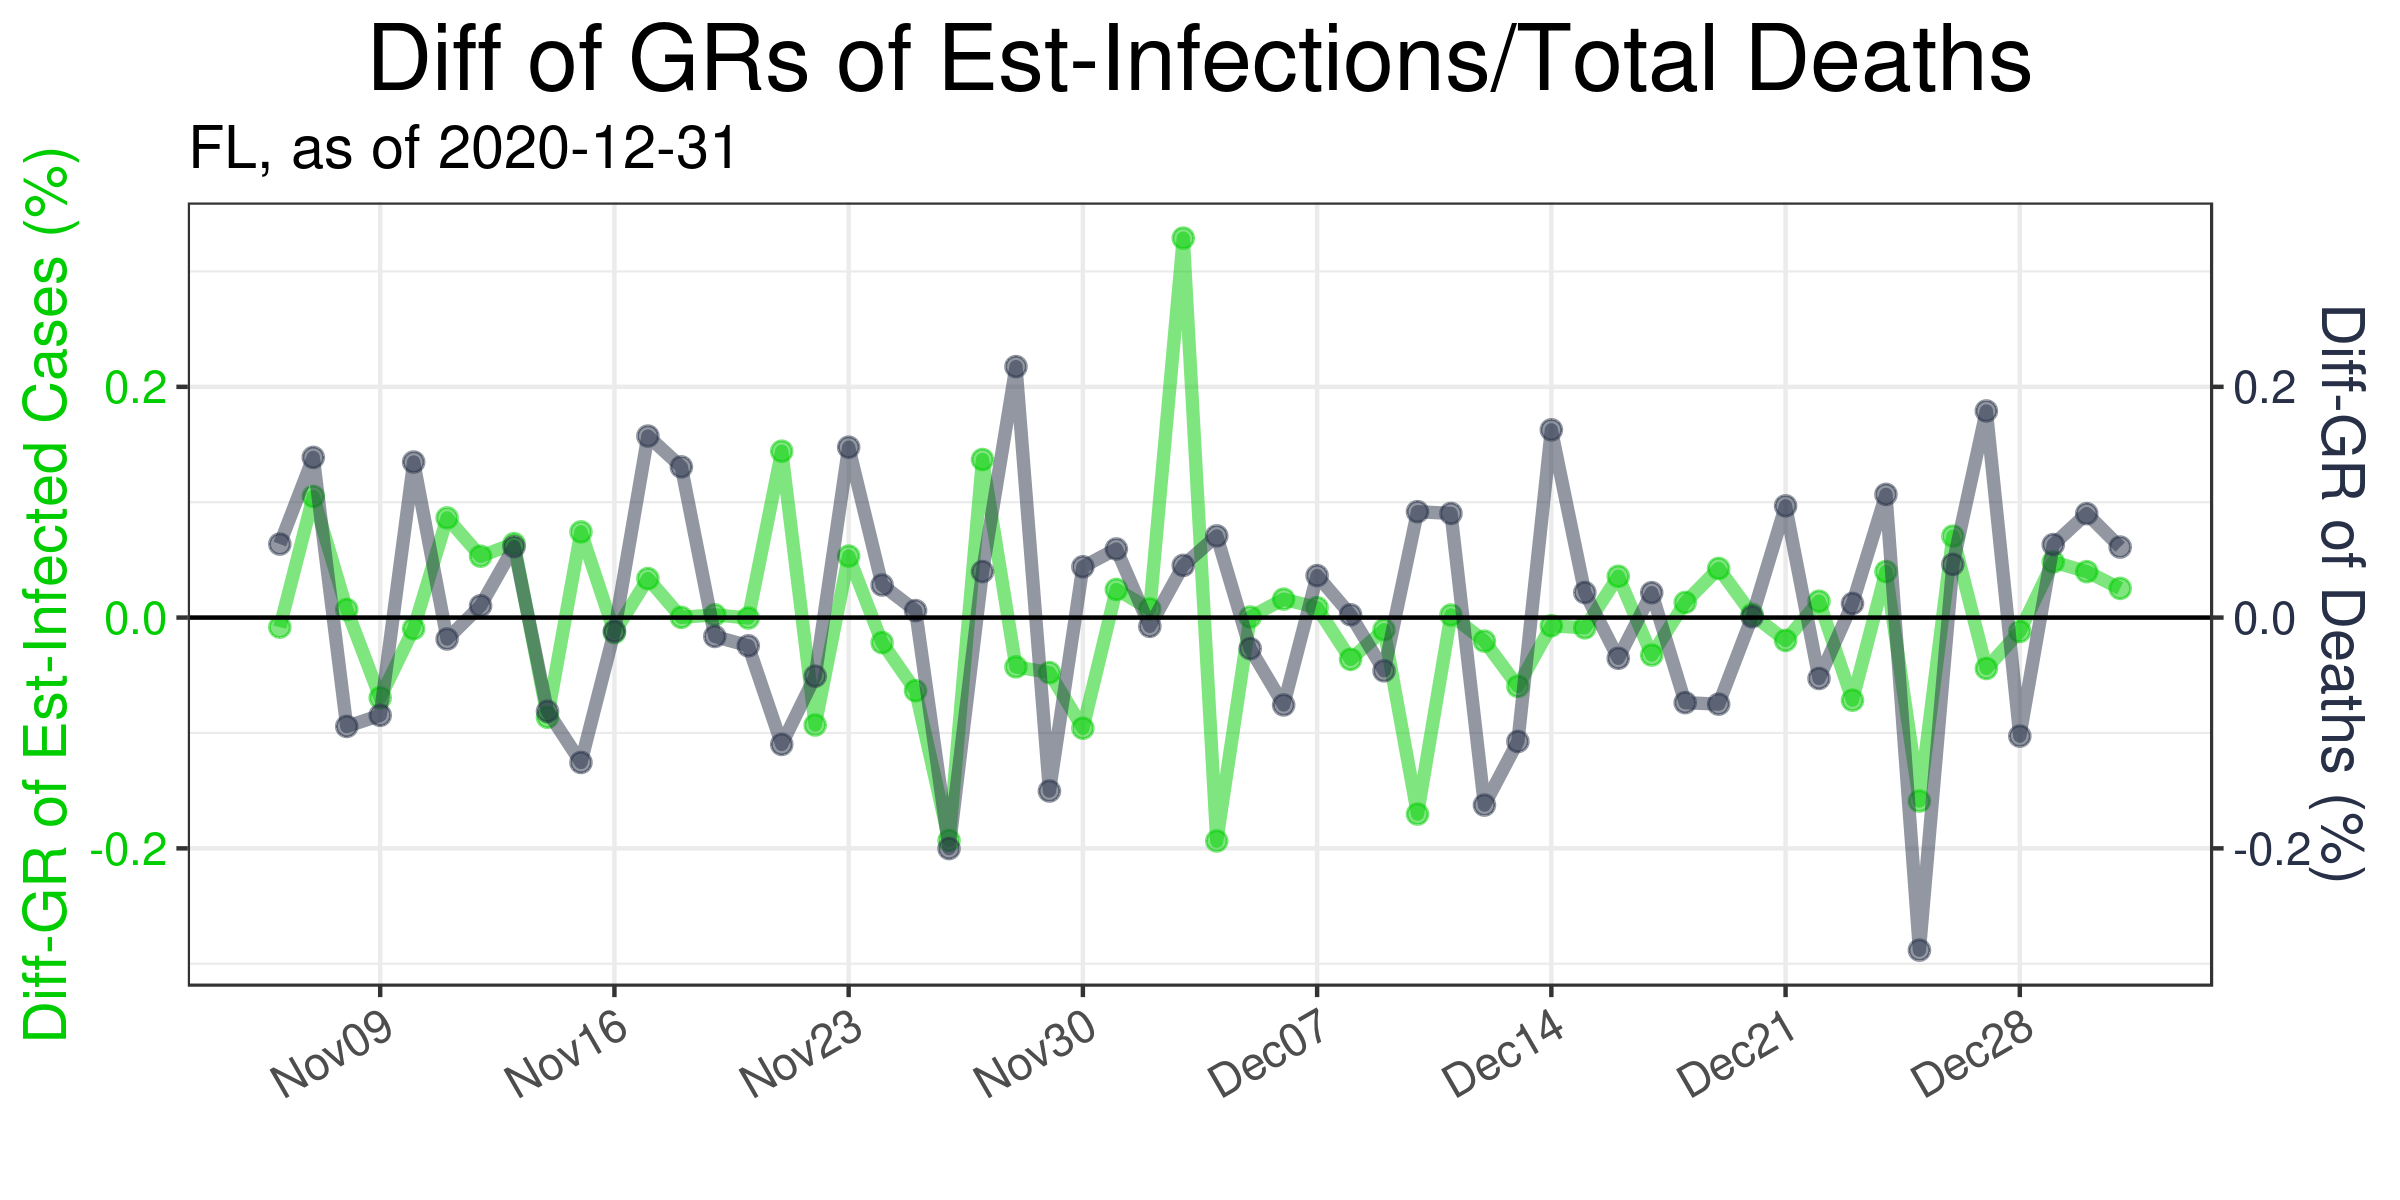 Diff of GRs of Est-Infections/Total Deaths
FL, as of 2020-12-31
Diff-GR of Est-Infected Cases (%)
0.2
0.0
-0.2
0.2
0.0
-0.2
Diff-GR of Deaths (%)
Nov09
Nov16
Nov23
Nov30
Dec07
Dec14
Dec21
Dec28